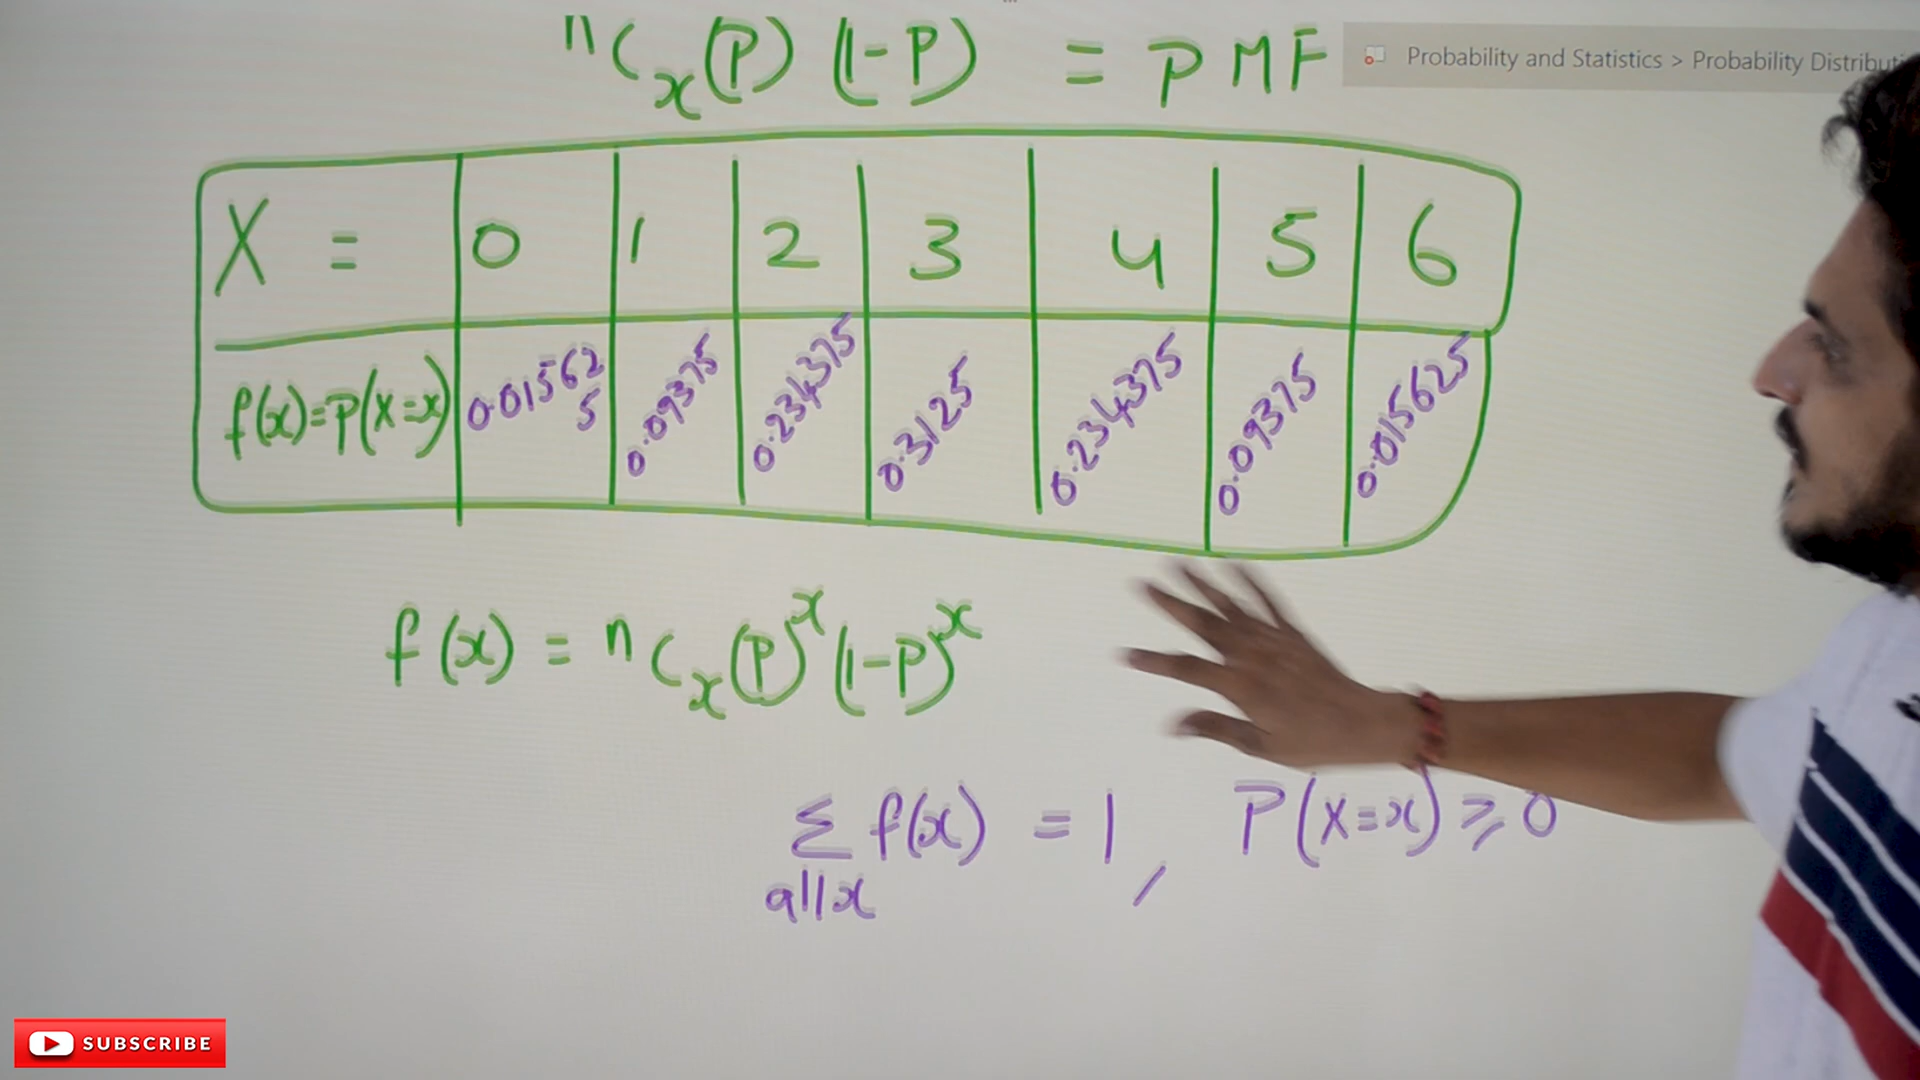 ⁿCₓ(P) (1-P) = PMF
Probability and Statistics > Probability Distribut
X = 0 1 2 3 4 5 6
f(x)=P(X=x) 0.015625 0.09375 0.234375 0.3125 0.234375 0.09375 0.015625
f(x) = ⁿCₓ(P)ˣ(1-P)ˣ
Σ f(x) = 1, P(X=x) ≥ 0
all x
SUBSCRIBE